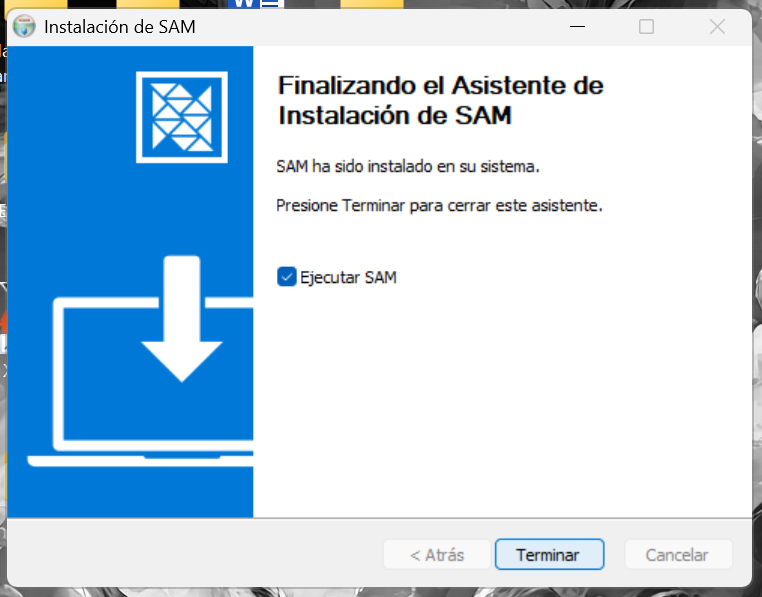 Instalación de SAM
Finalizando el Asistente de
Instalación de SAM
SAM ha sido instalado en su sistema.
Presione Terminar para cerrar este asistente.
Ejecutar SAM
< Atrás
Terminar
Cancelar